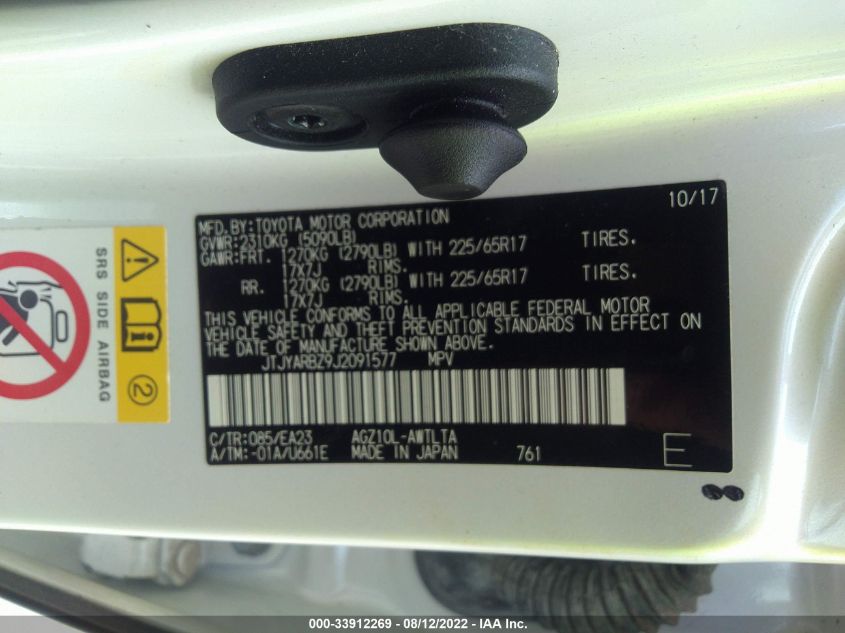 10/17
MFD.BY:TOYOTA MOTOR CORPORATION
GVWR:2310KG (5090LB)
GAWR:FRT. 1270KG (2790LB) WITH 225/65R17 TIRES.
17X7J RIMS.
RR. 1270KG (2790LB) WITH 225/65R17 TIRES.
17X7J RIMS.
THIS VEHICLE CONFORMS TO ALL APPLICABLE FEDERAL MOTOR
VEHICLE SAFETY AND THEFT PREVENTION STANDARDS IN EFFECT ON
THE DATE OF MANUFACTURE SHOWN ABOVE.
JTJYARBZ9J2091577 MPV
C/TR:085/EA23 AGZ10L-AWTLTA
A/TM:-01A/U661E MADE IN JAPAN 761
E
SRS SIDE AIRBAG
2
000-33912269 - 08/12/2022 - IAA Inc.